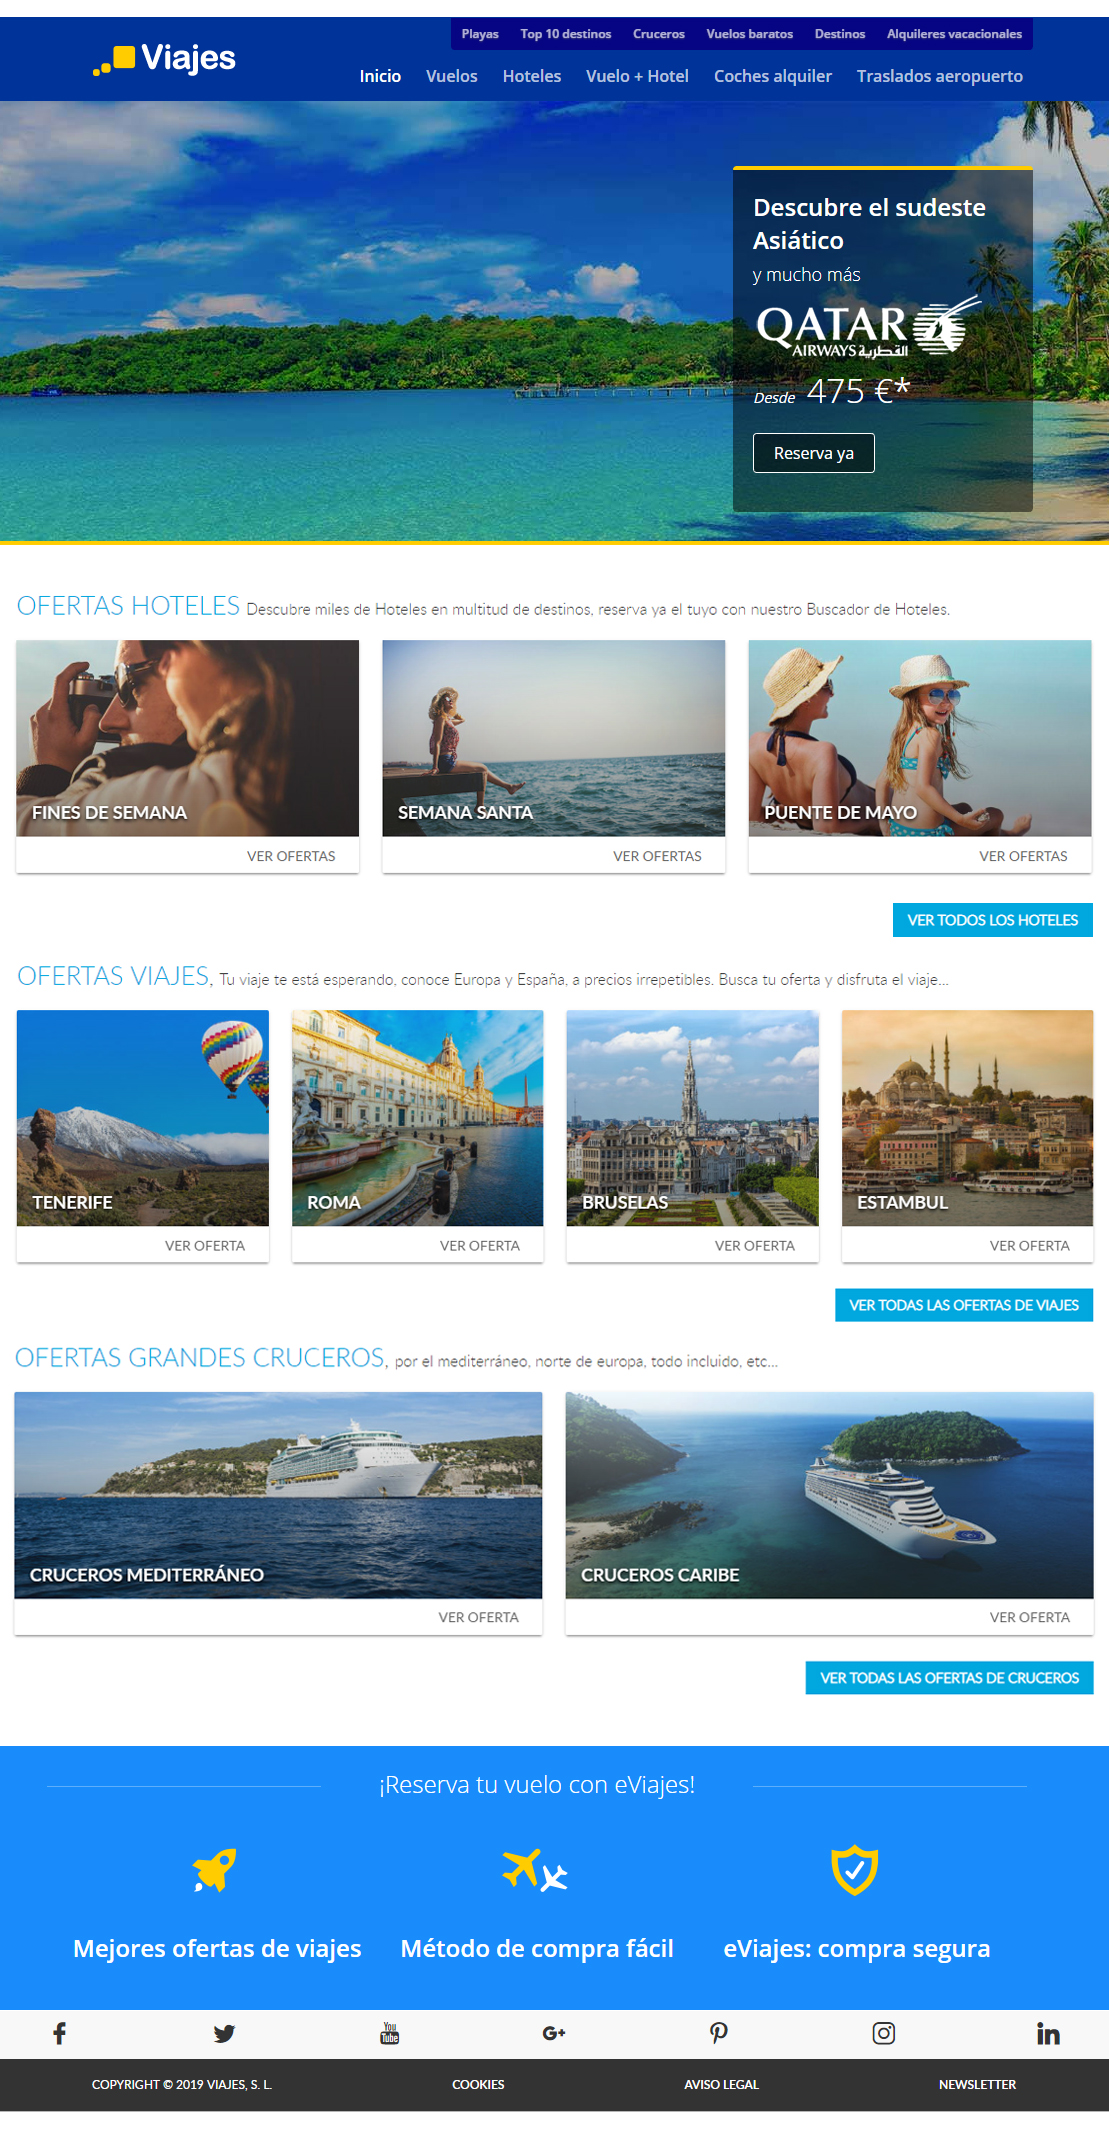 Playas Top 10 destinos Cruceros Vuelos baratos Destinos Alquileres vacacionales
Viajes
Inicio Vuelos Hoteles Vuelo + Hotel Coches alquiler Traslados aeropuerto
Descubre el sudeste
Asiático
y mucho más
QATAR
AIRWAYS القطرية
Desde 475 €*
Reserva ya
OFERTAS HOTELES Descubre miles de Hoteles en multitud de destinos, reserva ya el tuyo con nuestro Buscador de Hoteles.
FINES DE SEMANA
VER OFERTAS
SEMANA SANTA
VER OFERTAS
PUENTE DE MAYO
VER OFERTAS
VER TODOS LOS HOTELES
OFERTAS VIAJES, Tu viaje te está esperando, conoce Europa y España, a precios irrepetibles. Busca tu oferta y disfruta el viaje...
TENERIFE
VER OFERTA
ROMA
VER OFERTA
BRUSELAS
VER OFERTA
ESTAMBUL
VER OFERTA
VER TODAS LAS OFERTAS DE VIAJES
OFERTAS GRANDES CRUCEROS, por el mediterráneo, norte de europa, todo incluido, etc...
CRUCEROS MEDITERRÁNEO
VER OFERTA
CRUCEROS CARIBE
VER OFERTA
VER TODAS LAS OFERTAS DE CRUCEROS
¡Reserva tu vuelo con eViajes!
Mejores ofertas de viajes
Método de compra fácil
eViajes: compra segura
You
Tube
G+
in
COPYRIGHT © 2019 VIAJES, S. L. COOKIES AVISO LEGAL NEWSLETTER